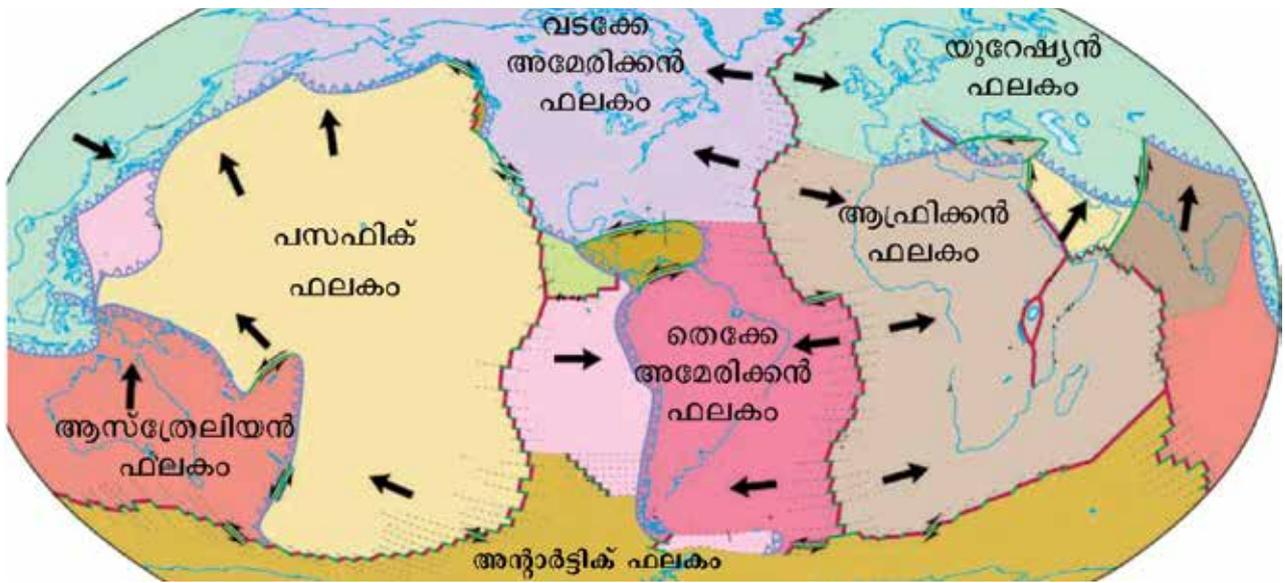 വടക്കേ
അമേരിക്കൻ
ഫലകം
യുറേഷ്യൻ
ഫലകം
പസഫിക്
ഫലകം
ആഫ്രിക്കൻ
ഫലകം
തെക്കേ
അമേരിക്കൻ
ഫലകം
ആസ്ത്രേലിയൻ
ഫലകം
അന്റാർട്ടിക് ഫലകം